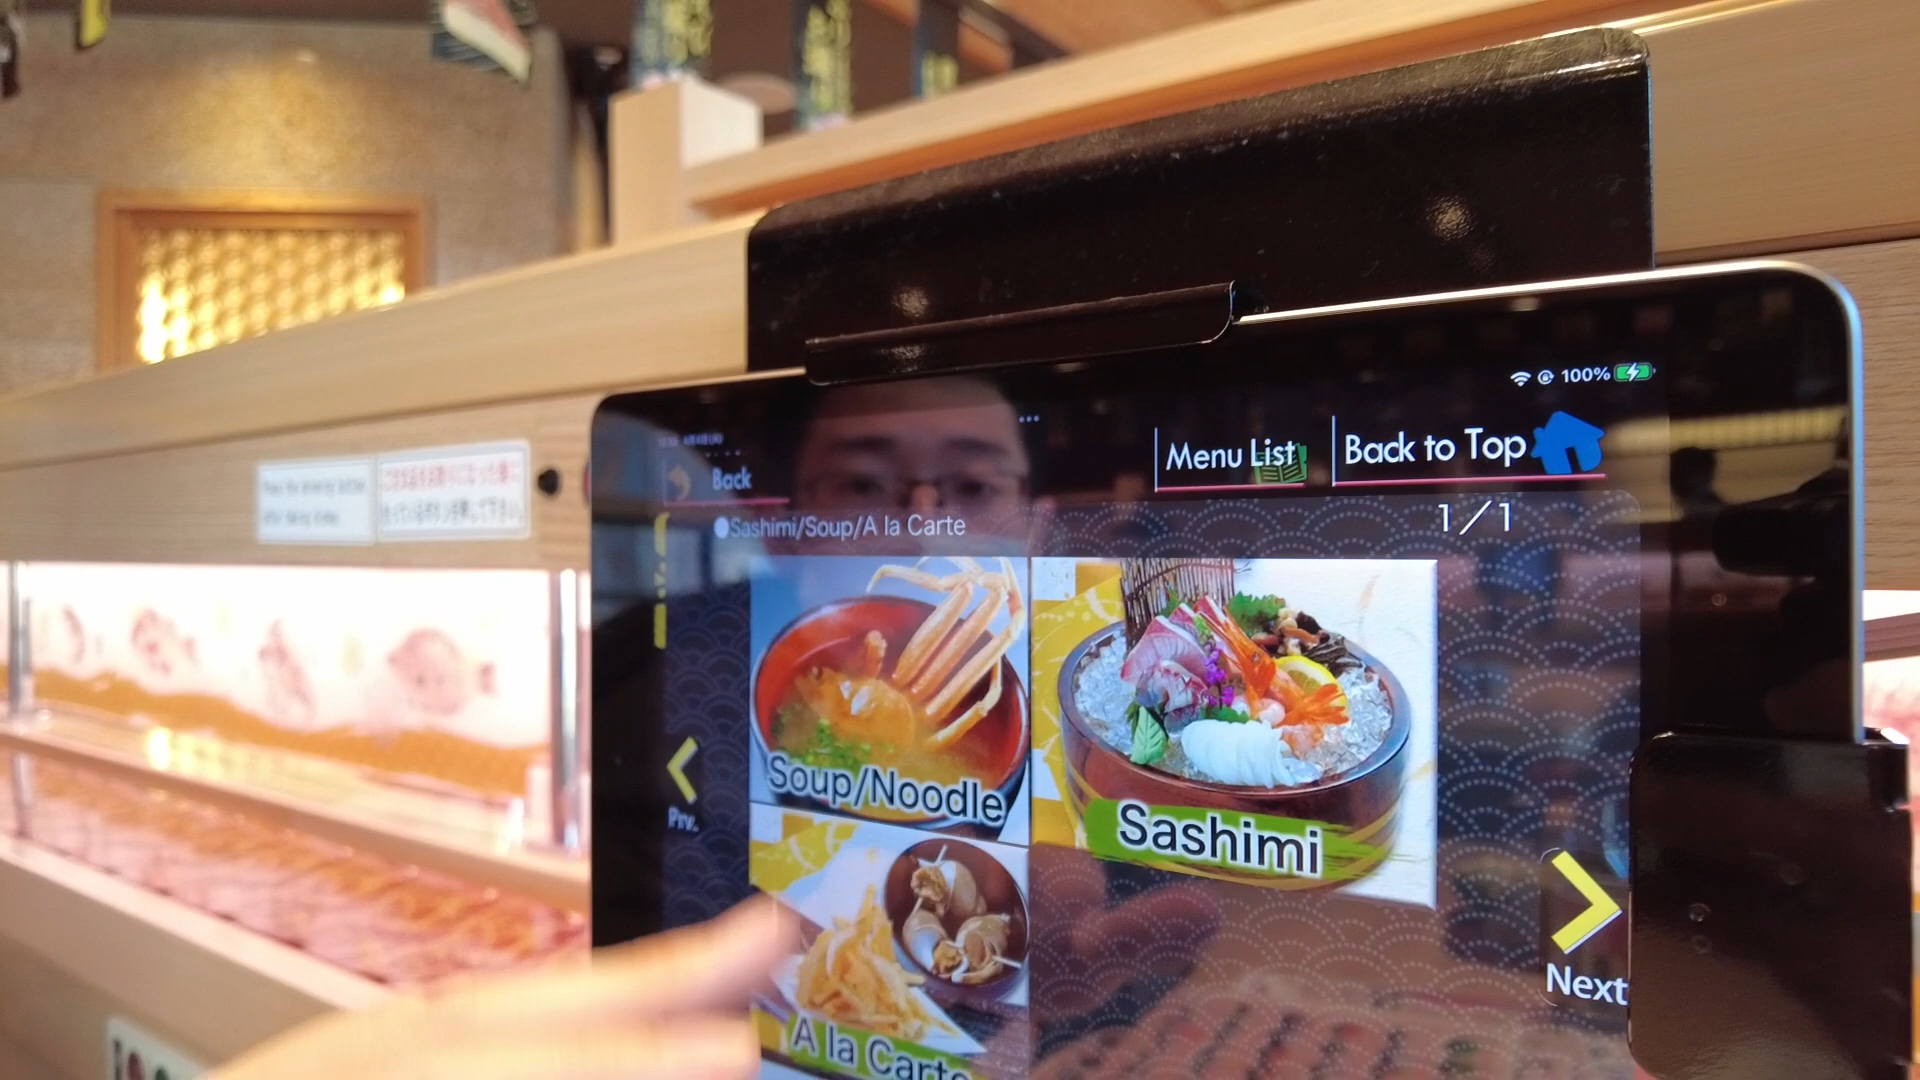 100%
Back
Menu List
Back to Top
●Sashimi/Soup/A la Carte
1/1
Soup/Noodle
Sashimi
Prv.
A la Carte
Next